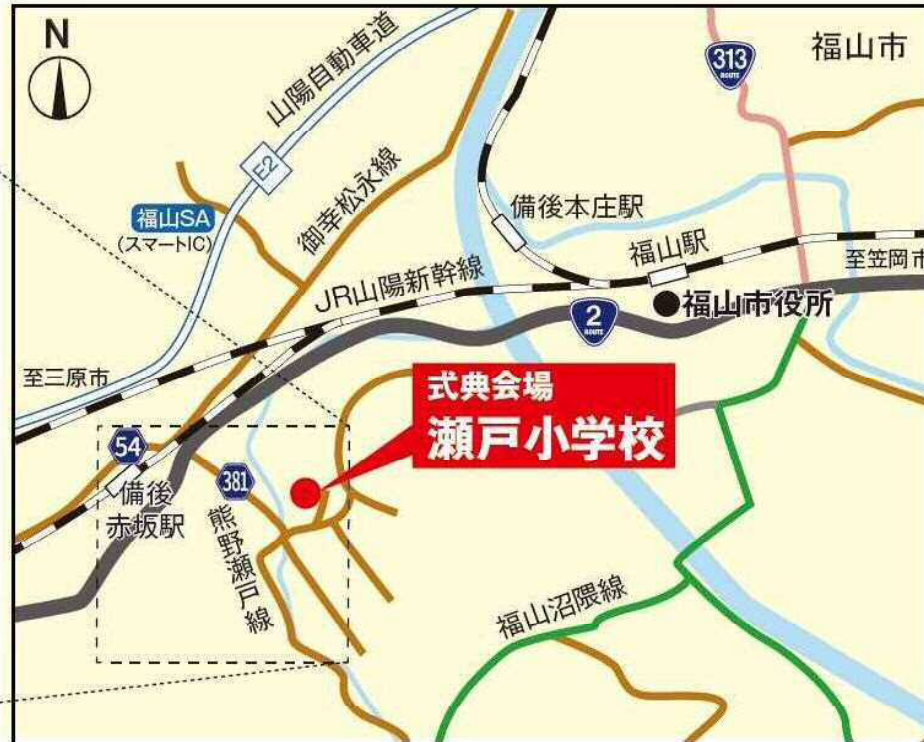 N
山陽自動車道
E2
福山SA
(スマートIC)
御幸松永線
313
ROUTE
福山市
備後本庄駅
福山駅
至笠岡市
JR山陽新幹線
2
ROUTE
福山市役所
至三原市
式典会場
瀬戸小学校
54
381
備後
赤坂駅
熊野瀬戸線
福山沼隈線